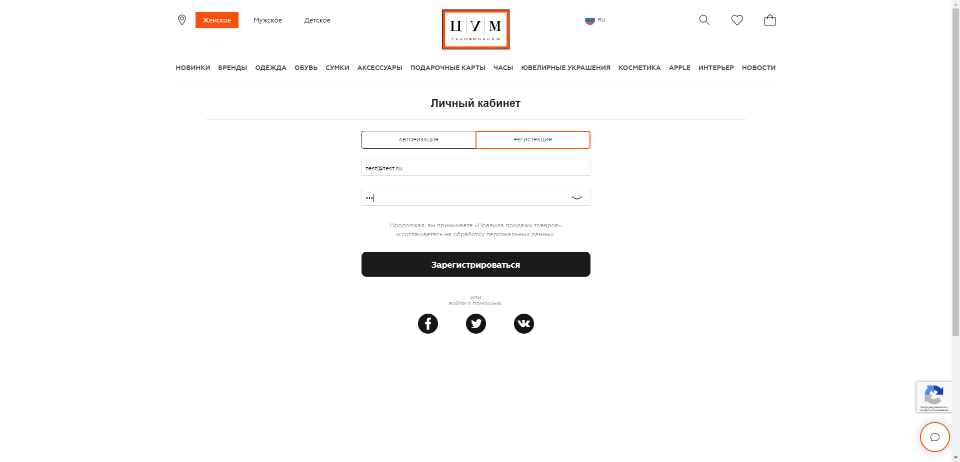 Женское Мужское Детское
ЦУМ
RU
НОВИНКИ БРЕНДЫ ОДЕЖДА ОБУВЬ СУМКИ АКСЕССУАРЫ ПОДАРОЧНЫЕ КАРТЫ ЧАСЫ ЮВЕЛИРНЫЕ УКРАШЕНИЯ КОСМЕТИКА APPLE ИНТЕРЬЕР НОВОСТИ
Личный кабинет
АВТОРИЗАЦИЯ РЕГИСТРАЦИЯ
test@test.ru
•••
Продолжая, вы принимаете «Правила продажи товаров»
и соглашаетесь на обработку персональных данных
Зарегистрироваться
или
войти с помощью